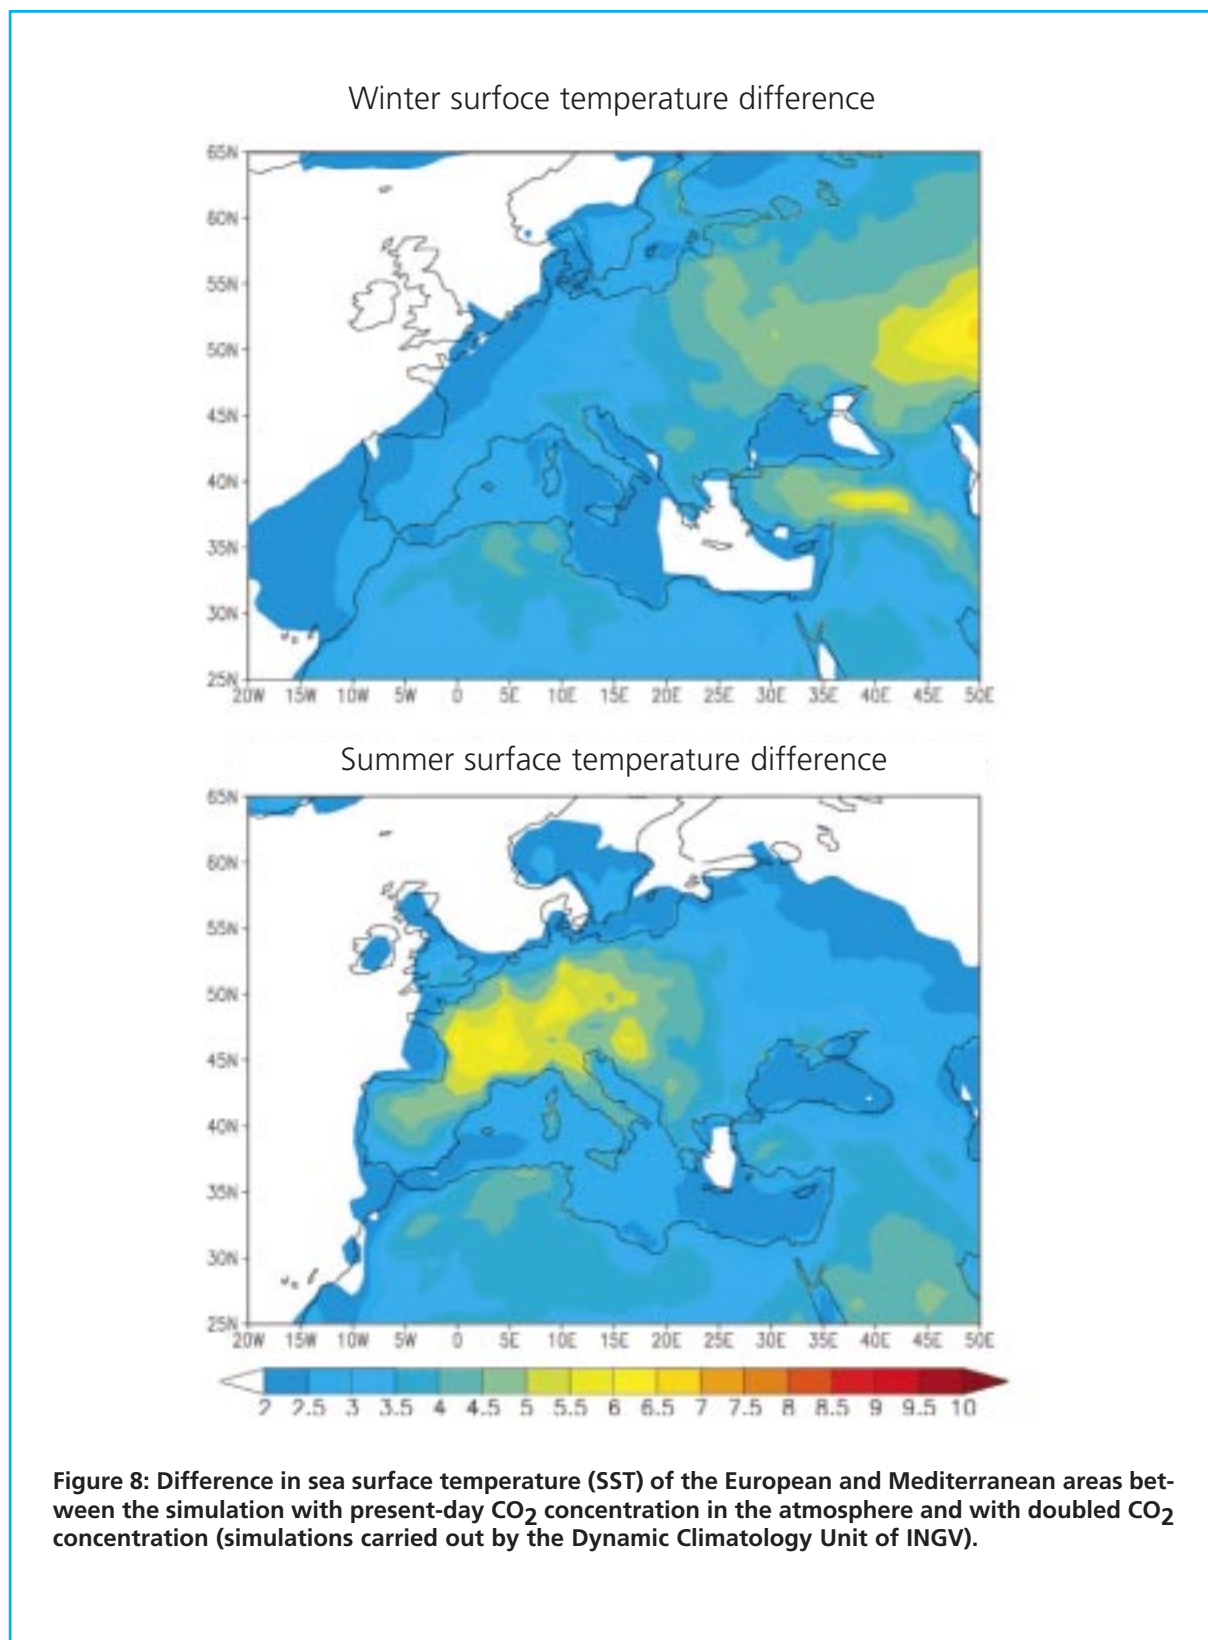 Winter surfoce temperature difference
65N
60N
55N
50N
45N
40N
35N
30N
25N
20W 15W 10W 5W 0 5E 10E 15E 20E 25E 30E 35E 40E 45E 50E
Summer surface temperature difference
65N
60N
55N
50N
45N
40N
35N
30N
25N
20W 15W 10W 5W 0 5E 10E 15E 20E 25E 30E 35E 40E 45E 50E
2 2.5 3 3.5 4 4.5 5 5.5 6 6.5 7 7.5 8 8.5 9 9.5 10
Figure 8: Difference in sea surface temperature (SST) of the European and Mediterranean areas bet-
ween the simulation with present-day CO2 concentration in the atmosphere and with doubled CO2
concentration (simulations carried out by the Dynamic Climatology Unit of INGV).